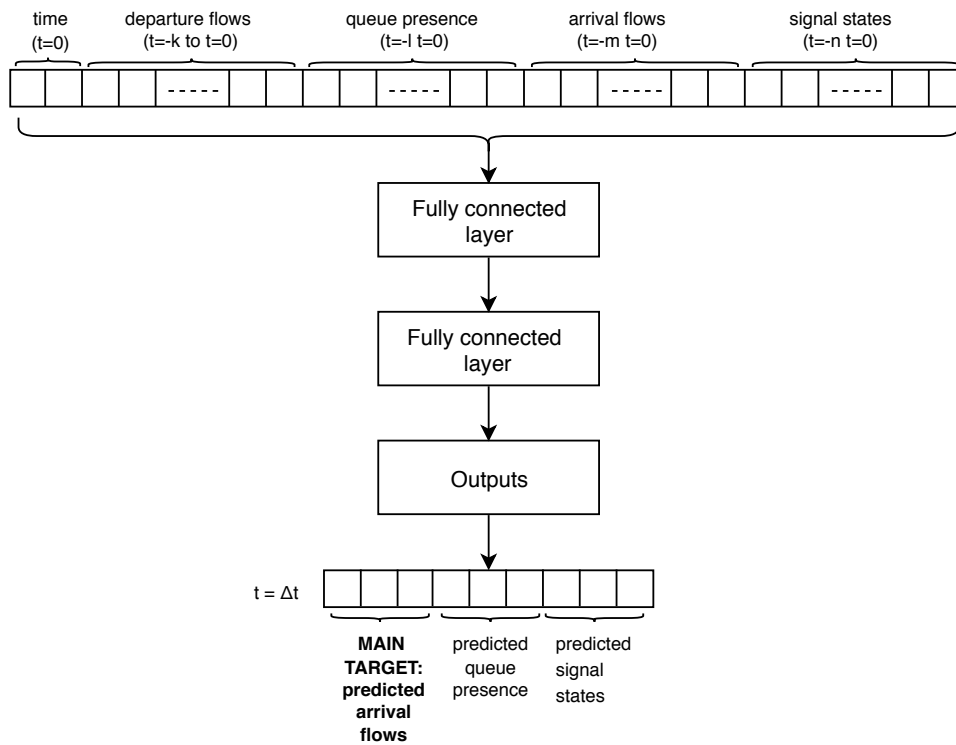 time
(t=0)
departure flows
(t=-k to t=0)
queue presence
(t=-l t=0)
arrival flows
(t=-m t=0)
signal states
(t=-n t=0)
Fully connected
layer
Fully connected
layer
Outputs
t = Δt
MAIN
TARGET:
predicted
arrival
flows
predicted
queue
presence
predicted
signal
states